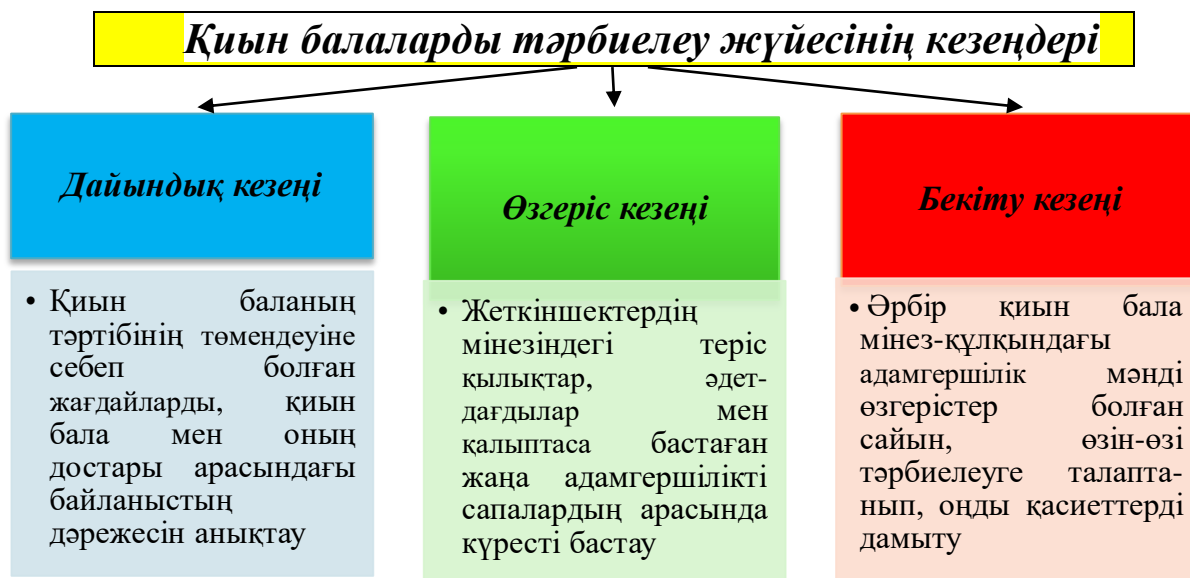 Қиын балаларды тәрбиелеу жүйесінің кезеңдері
Дайындық кезеңі
• Қиын баланың
тәртібінің төмендеуіне
себеп болған
жағдайларды, қиын
бала мен оның
достары арасындағы
байланыстың
дәрежесін анықтау
Өзгеріс кезеңі
• Жеткіншектердің
мінезіндегі теріс
қылықтар, әдет-
дағдылар мен
қалыптаса бастаған
жаңа адамгершілікті
сапалардың арасында
күресті бастау
Бекіту кезеңі
• Әрбір қиын бала
мінез-құлқындағы
адамгершілік мәнді
өзгерістер болған
сайын, өзін-өзі
тәрбиелеуге талапта-
нып, оңды қасиеттерді
дамыту